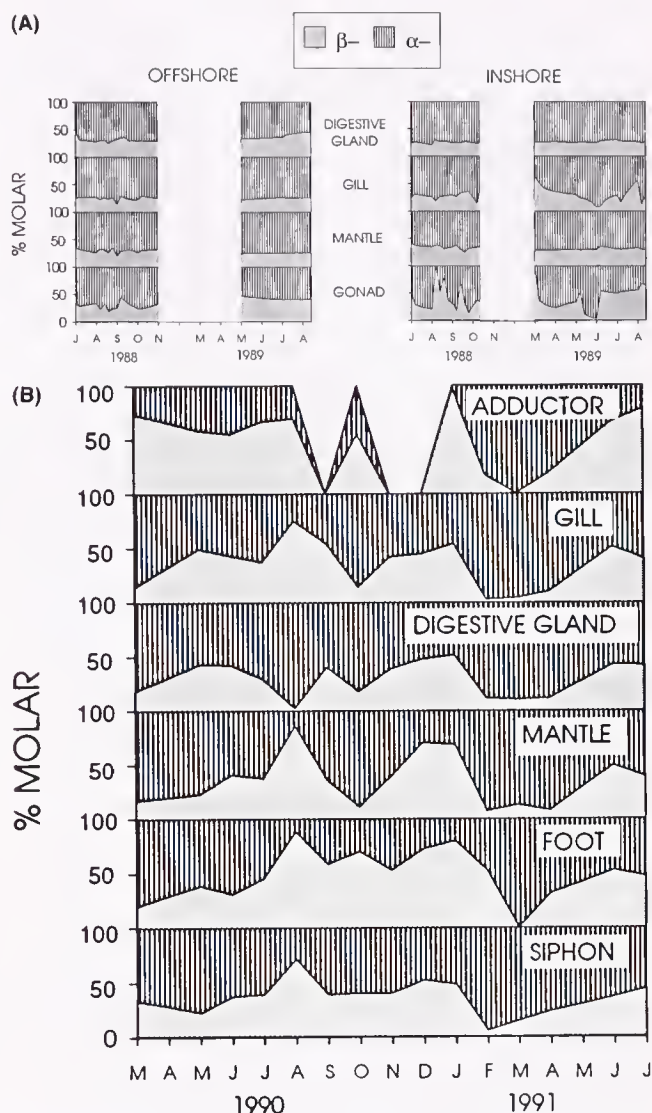 (A)
β– α–
OFFSHORE INSHORE
100
50
DIGESTIVE
GLAND
100
50
GILL
100
50
MANTLE
100
50
0
GONAD
% MOLAR
J A S O N M A M J J A
1988 1989
J A S O N M A M J J A
1988 1989
(B)
100
50
ADDUCTOR
100
50
GILL
100
50
DIGESTIVE GLAND
100
50
MANTLE
100
50
FOOT
100
50
0
SIPHON
% MOLAR
M A M J J A S O N D J F M A M J J
1990 1991